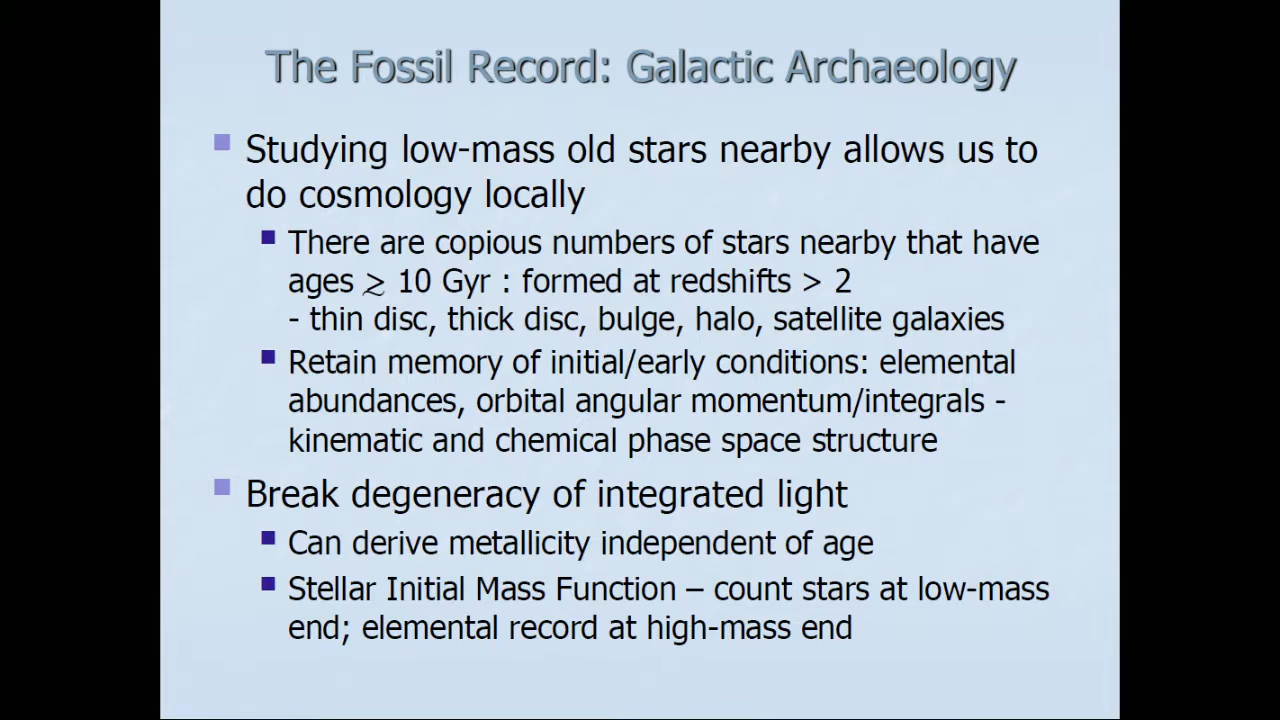 The Fossil Record: Galactic Archaeology
Studying low-mass old stars nearby allows us to
do cosmology locally
There are copious numbers of stars nearby that have
ages ≳ 10 Gyr : formed at redshifts > 2
- thin disc, thick disc, bulge, halo, satellite galaxies
Retain memory of initial/early conditions: elemental
abundances, orbital angular momentum/integrals -
kinematic and chemical phase space structure
Break degeneracy of integrated light
Can derive metallicity independent of age
Stellar Initial Mass Function – count stars at low-mass
end; elemental record at high-mass end